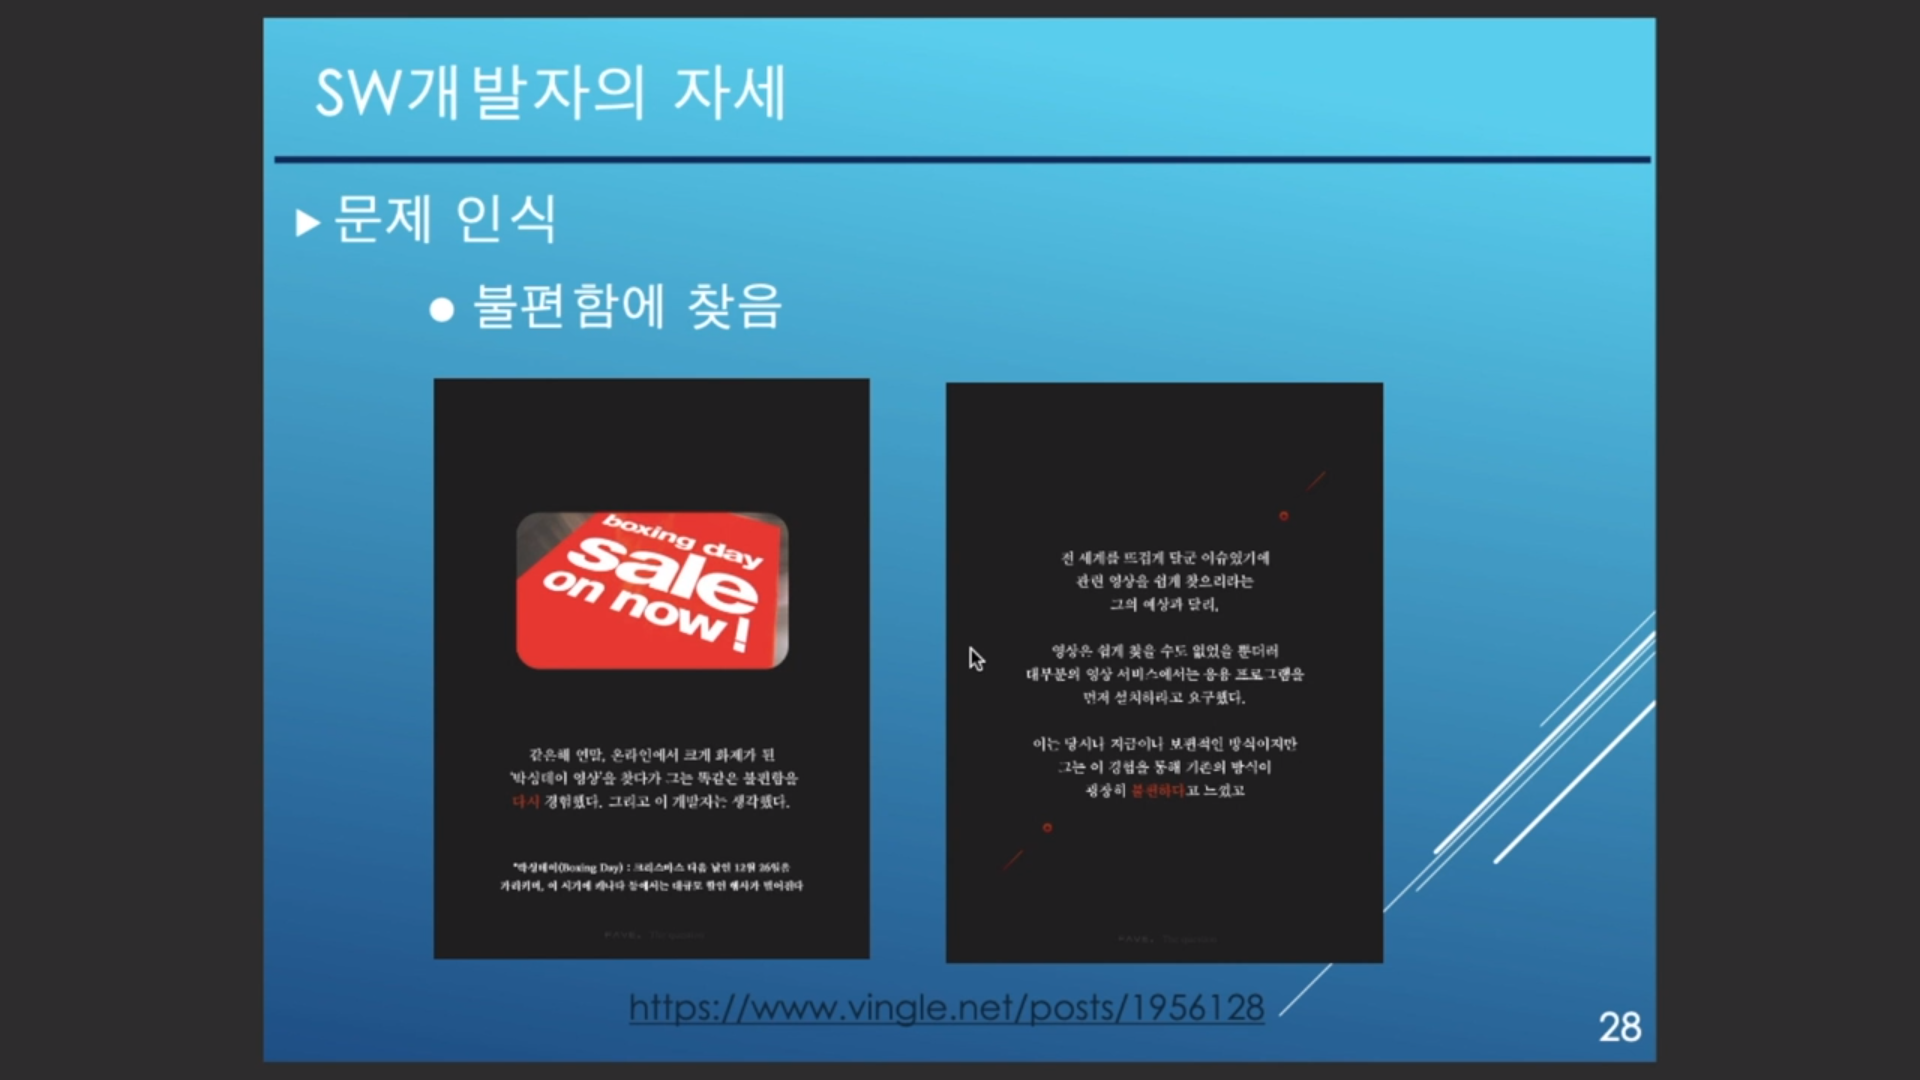 SW개발자의 자세
문제 인식
불편함에 찾음
boxing day
sale
on now!
같은해 연말, 온라인에서 크게 화제가 된
'박싱데이 영상'을 찾다가 그는 똑같은 불편함을
다시 경험했다. 그리고 이 개발자는 생각했다.
*박싱데이(Boxing Day) : 크리스마스 다음 날인 12월 26일을
가리키며, 이 시기에 캐나다 등에서는 대규모 할인 행사가 벌어진다
전 세계를 뜨겁게 달군 이슈였기에
관련 영상을 쉽게 찾으리라는
그의 예상과 달리,
영상은 쉽게 찾을 수도 없었을 뿐더러
대부분의 영상 서비스에서는 응용 프로그램을
먼저 설치하라고 요구했다.
이는 당시나 지금이나 보편적인 방식이지만
그는 이 경험을 통해 기존의 방식이
굉장히 불편하다고 느꼈고
https://www.vingle.net/posts/1956128
28